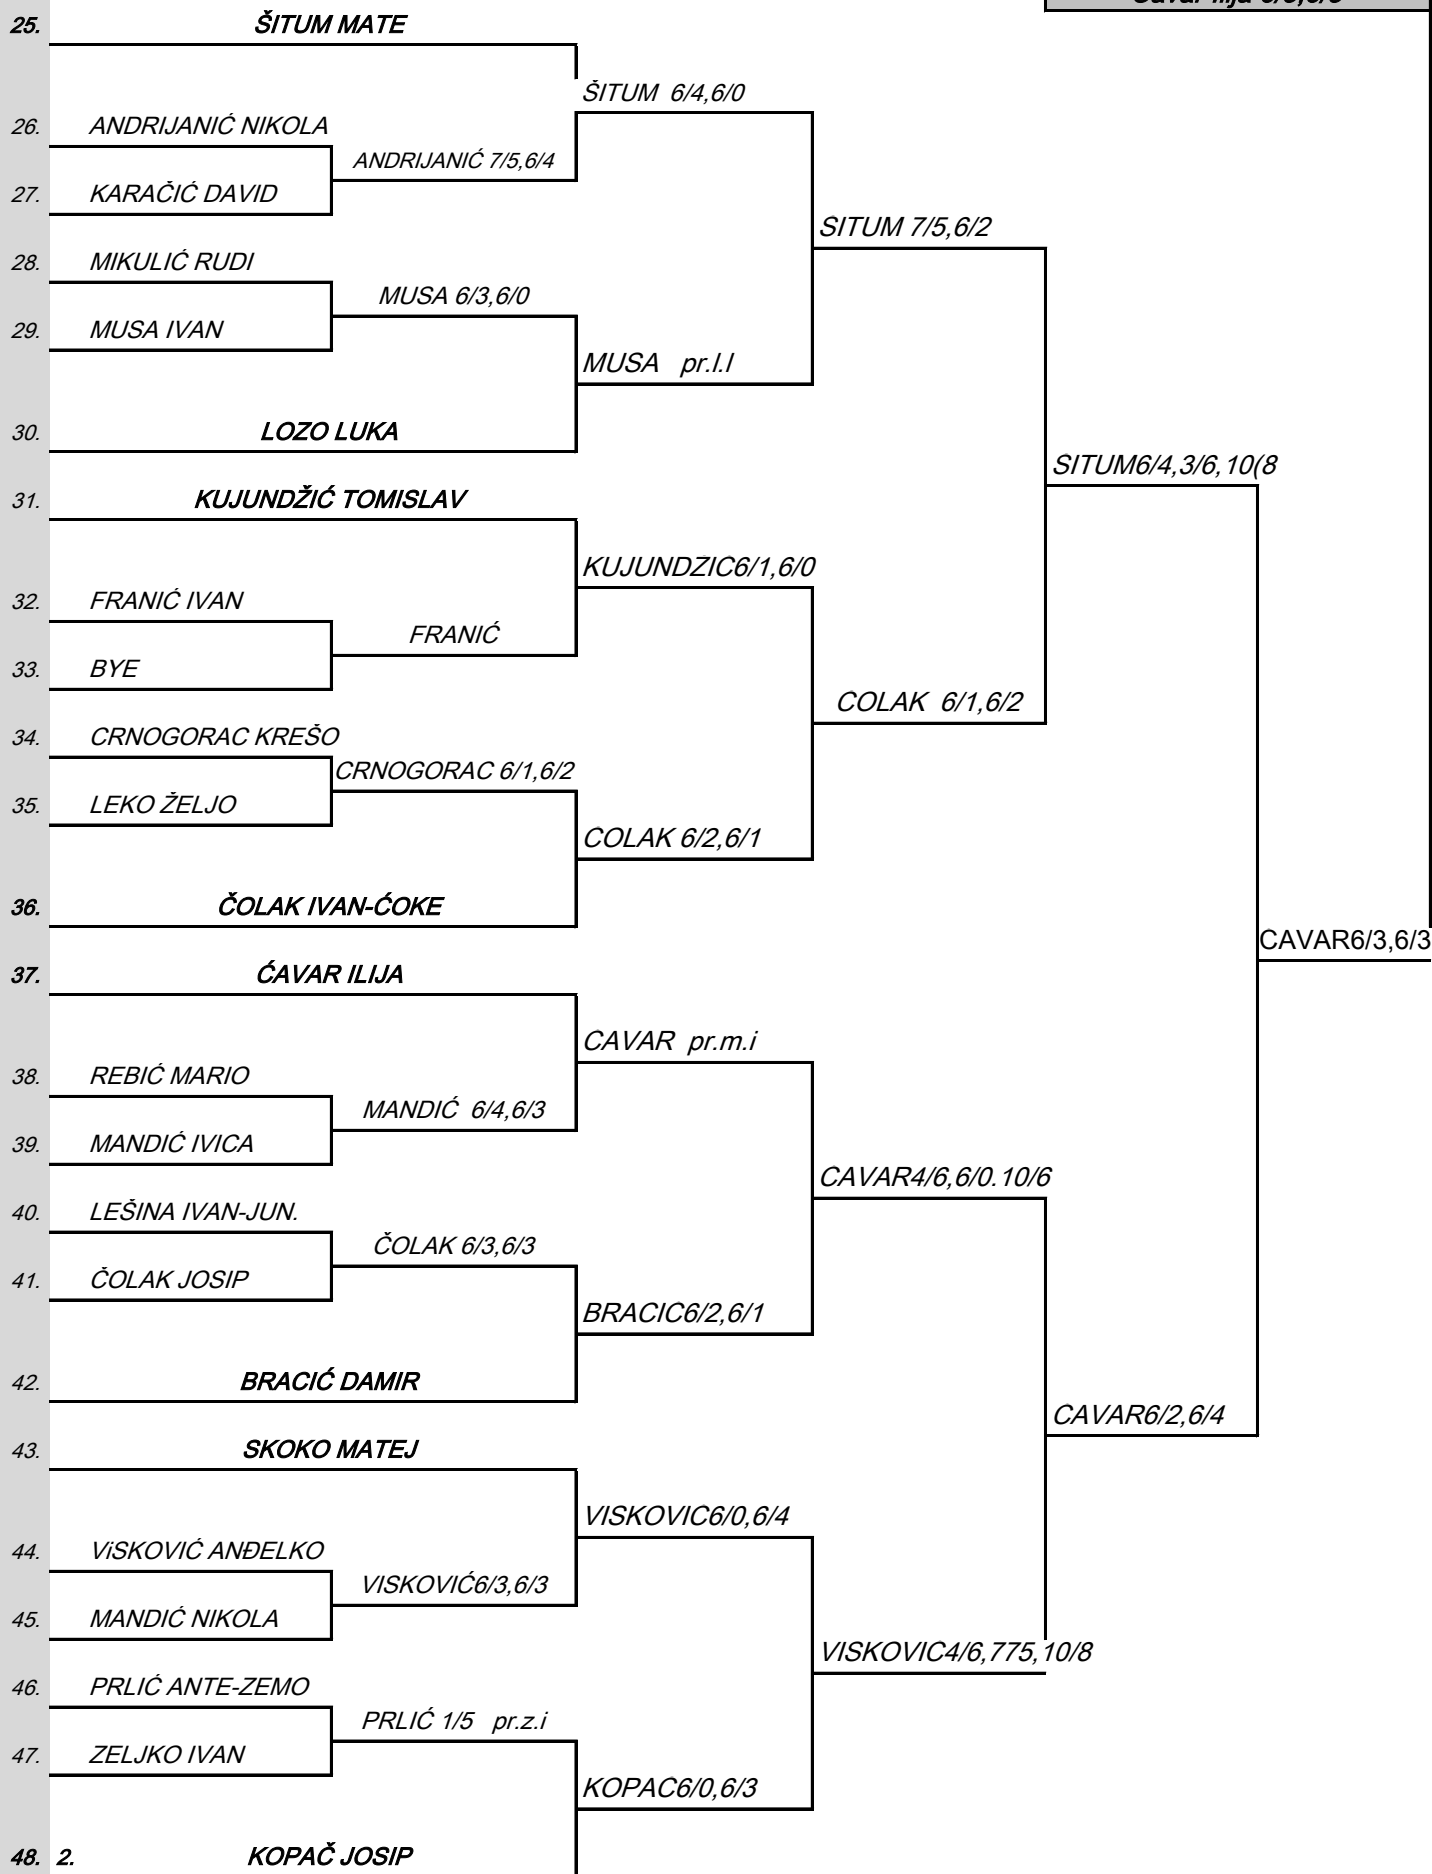 25. ŠITUM MATE
ŠITUM 6/4,6/0
26. ANDRIJANIĆ NIKOLA
ANDRIJANIĆ 7/5,6/4
27. KARAČIĆ DAVID
SITUM 7/5,6/2
28. MIKULIĆ RUDI
MUSA 6/3,6/0
29. MUSA IVAN
MUSA pr.l.l
30. LOZO LUKA
SITUM6/4,3/6,10(8
31. KUJUNDŽIĆ TOMISLAV
KUJUNDZIC6/1,6/0
32. FRANIĆ IVAN
FRANIĆ
33. BYE
COLAK 6/1,6/2
34. CRNOGORAC KREŠO
CRNOGORAC 6/1,6/2
35. LEKO ŽELJO
COLAK 6/2,6/1
36. ČOLAK IVAN-ĆOKE
CAVAR6/3,6/3
37. ĆAVAR ILIJA
CAVAR pr.m.i
38. REBIĆ MARIO
MANDIĆ 6/4,6/3
39. MANDIĆ IVICA
CAVAR4/6,6/0.10/6
40. LEŠINA IVAN-JUN.
ČOLAK 6/3,6/3
41. ČOLAK JOSIP
BRACIC6/2,6/1
42. BRACIĆ DAMIR
CAVAR6/2,6/4
43. SKOKO MATEJ
VISKOVIC6/0,6/4
44. ViSKOVIĆ ANĐELKO
VISKOVIĆ6/3,6/3
45. MANDIĆ NIKOLA
VISKOVIC4/6,775,10/8
46. PRLIĆ ANTE-ZEMO
PRLIĆ 1/5 pr.z.i
47. ZELJKO IVAN
KOPAC6/0,6/3
48. 2. KOPAČ JOSIP